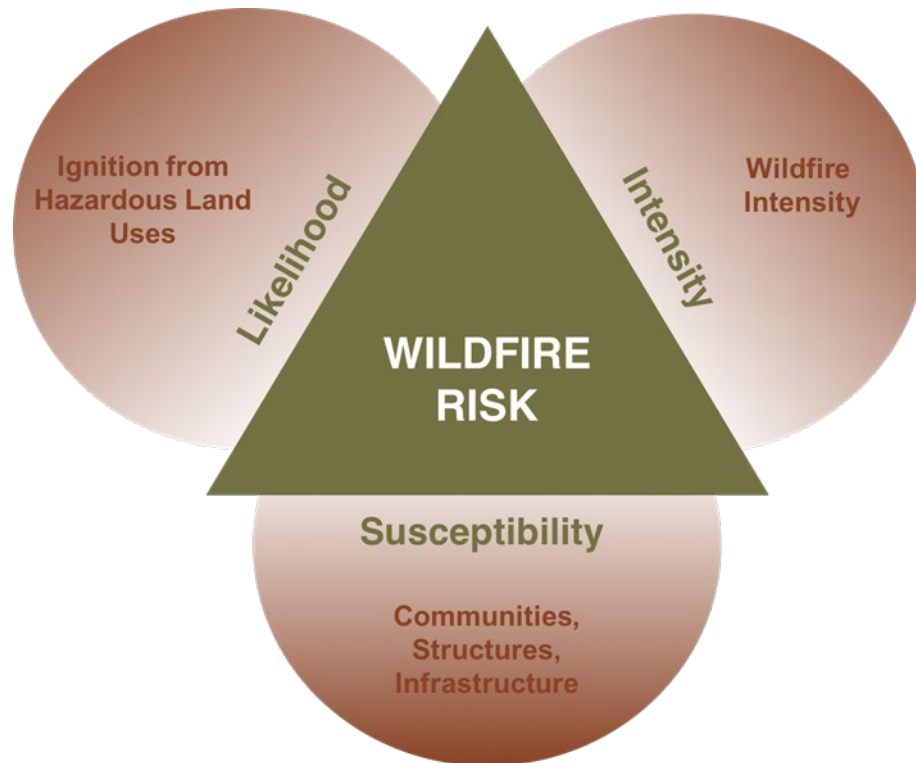 Ignition from
Hazardous Land
Uses
Likelihood
Intensity
Wildfire
Intensity
WILDFIRE
RISK
Susceptibility
Communities,
Structures,
Infrastructure